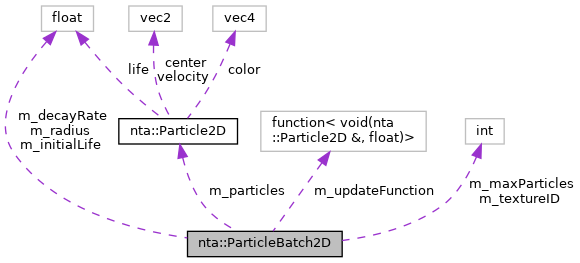 float
vec2
vec4
life
center
velocity
color
m_decayRate
m_radius
m_initialLife
nta::Particle2D
function< void(nta
::Particle2D &, float)>
int
m_particles
m_updateFunction
m_maxParticles
m_textureID
nta::ParticleBatch2D